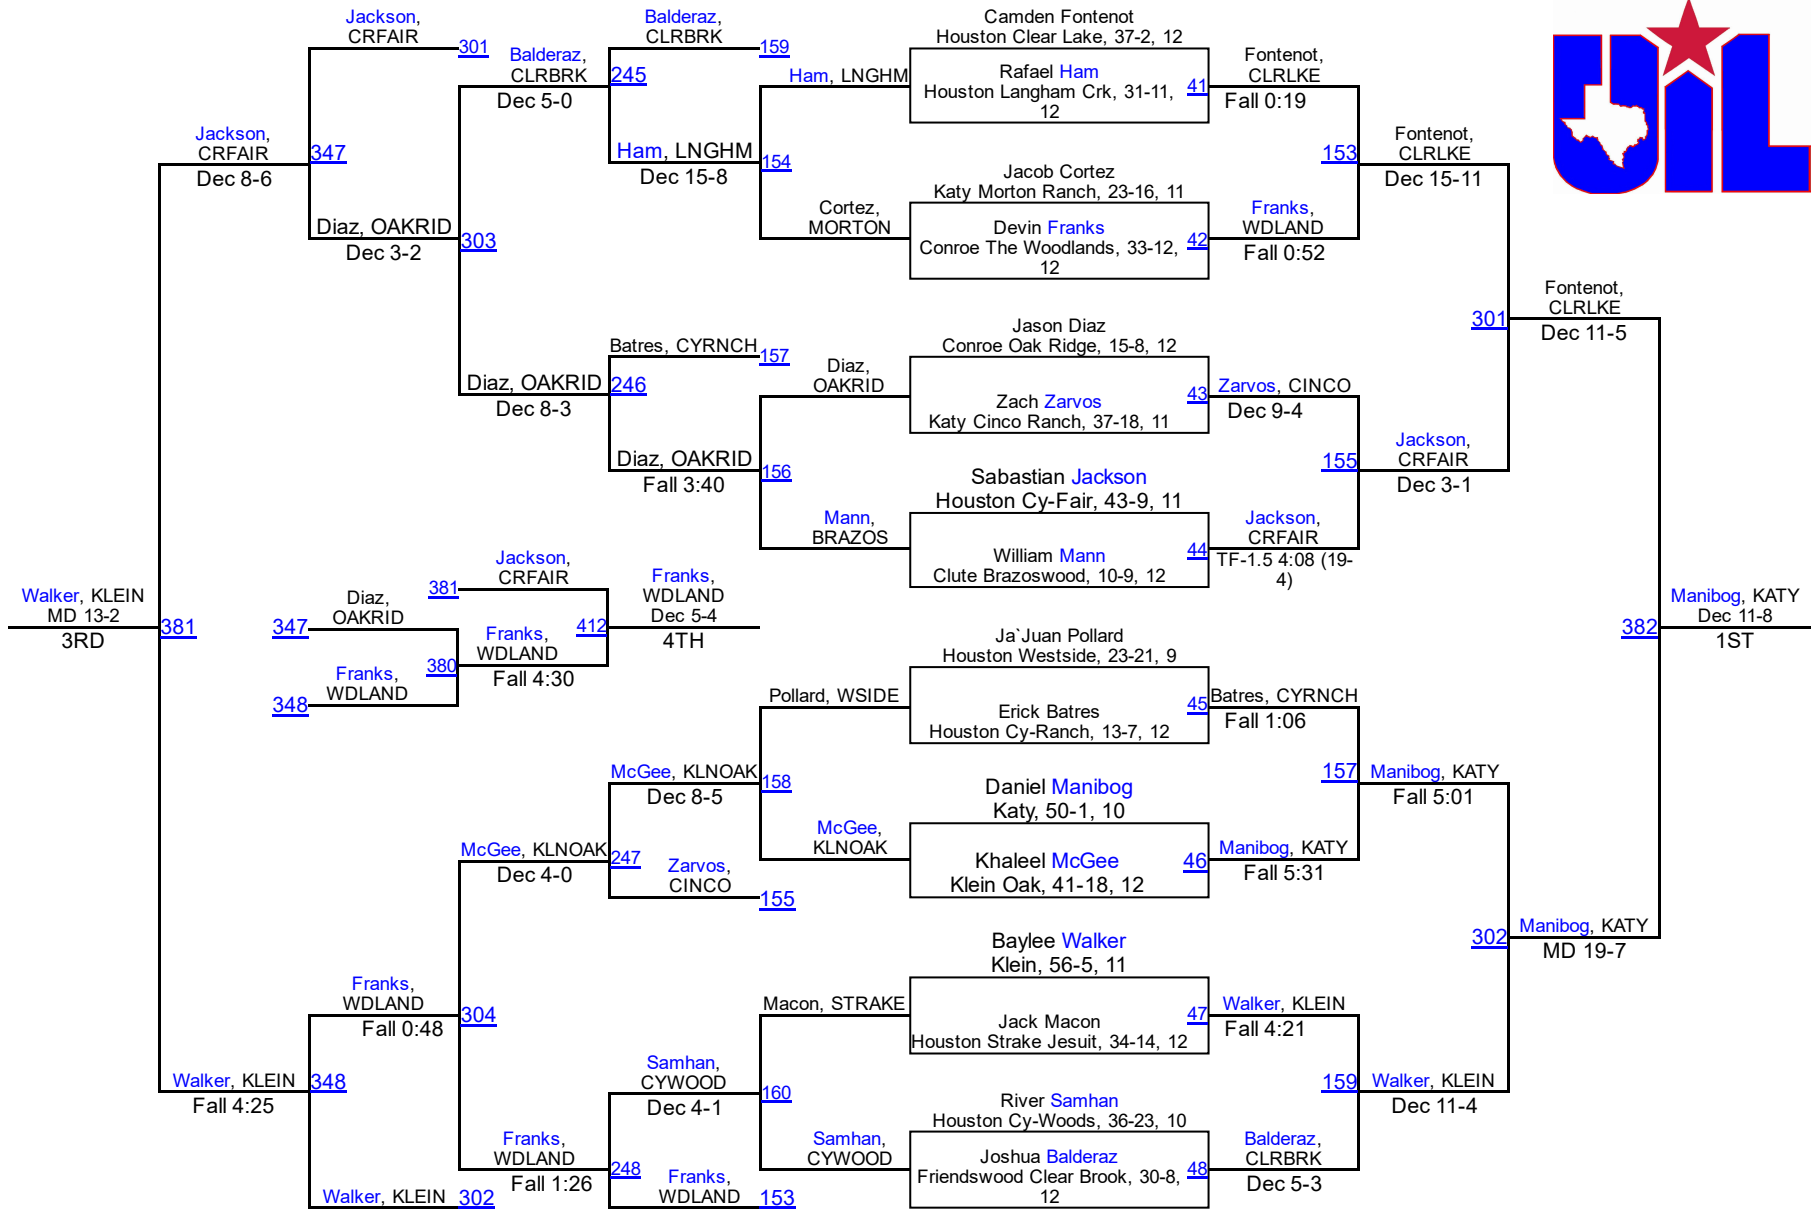 Jackson,
CRFAIR
301
Balderaz,
CLRBRK
Dec 5-0
245
Balderaz,
CLRBRK
159
Jackson,
CRFAIR
Dec 8-6
347
Ham, LNGHM
Dec 15-8
154
Ham, LNGHM
Cortez,
MORTON
Diaz, OAKRID
Dec 3-2
303
Batres, CYRNCH
157
Diaz, OAKRID
Dec 8-3
246
Diaz, OAKRID
Fall 3:40
156
Diaz,
OAKRID
Mann,
BRAZOS
Camden Fontenot
Houston Clear Lake, 37-2, 12
Rafael Ham
Houston Langham Crk, 31-11,
12
41
Fontenot,
CLRLKE
Fall 0:19
Jacob Cortez
Katy Morton Ranch, 23-16, 11
Devin Franks
Conroe The Woodlands, 33-12,
12
42
Franks,
WDLAND
Fall 0:52
153
Fontenot,
CLRLKE
Dec 15-11
Jason Diaz
Conroe Oak Ridge, 15-8, 12
Zach Zarvos
Katy Cinco Ranch, 37-18, 11
43
Zarvos, CINCO
Dec 9-4
Sabastian Jackson
Houston Cy-Fair, 43-9, 11
William Mann
Clute Brazoswood, 10-9, 12
44
Jackson,
CRFAIR
TF-1.5 4:08 (19-
4)
155
Jackson,
CRFAIR
Dec 3-1
301
Fontenot,
CLRLKE
Dec 11-5
UIL
Walker, KLEIN
MD 13-2
3RD
381
347
Diaz,
OAKRID
348
Franks,
WDLAND
380
Franks,
WDLAND
Fall 4:30
381
Jackson,
CRFAIR
412
Franks,
WDLAND
Dec 5-4
4TH
382
Manibog, KATY
Dec 11-8
1ST
Ja`Juan Pollard
Houston Westside, 23-21, 9
Erick Batres
Houston Cy-Ranch, 13-7, 12
45
Batres, CYRNCH
Fall 1:06
Daniel Manibog
Katy, 50-1, 10
Khaleel McGee
Klein Oak, 41-18, 12
46
Manibog, KATY
Fall 5:31
157
Manibog, KATY
Fall 5:01
Pollard, WSIDE
McGee,
KLNOAK
158
McGee, KLNOAK
Dec 8-5
McGee, KLNOAK
Dec 4-0
247
Zarvos,
CINCO
155
Baylee Walker
Klein, 56-5, 11
Jack Macon
Houston Strake Jesuit, 34-14, 12
47
Walker, KLEIN
Fall 4:21
River Samhan
Houston Cy-Woods, 36-23, 10
Joshua Balderaz
Friendswood Clear Brook, 30-8,
12
48
Balderaz,
CLRBRK
Dec 5-3
159
Walker, KLEIN
Dec 11-4
302
Manibog, KATY
MD 19-7
Macon, STRAKE
Samhan,
CYWOOD
160
Samhan,
CYWOOD
Dec 4-1
Franks,
WDLAND
Fall 0:48
304
Walker, KLEIN
Fall 4:25
348
Franks,
WDLAND
Fall 1:26
248
Franks,
WDLAND
153
Walker, KLEIN
302